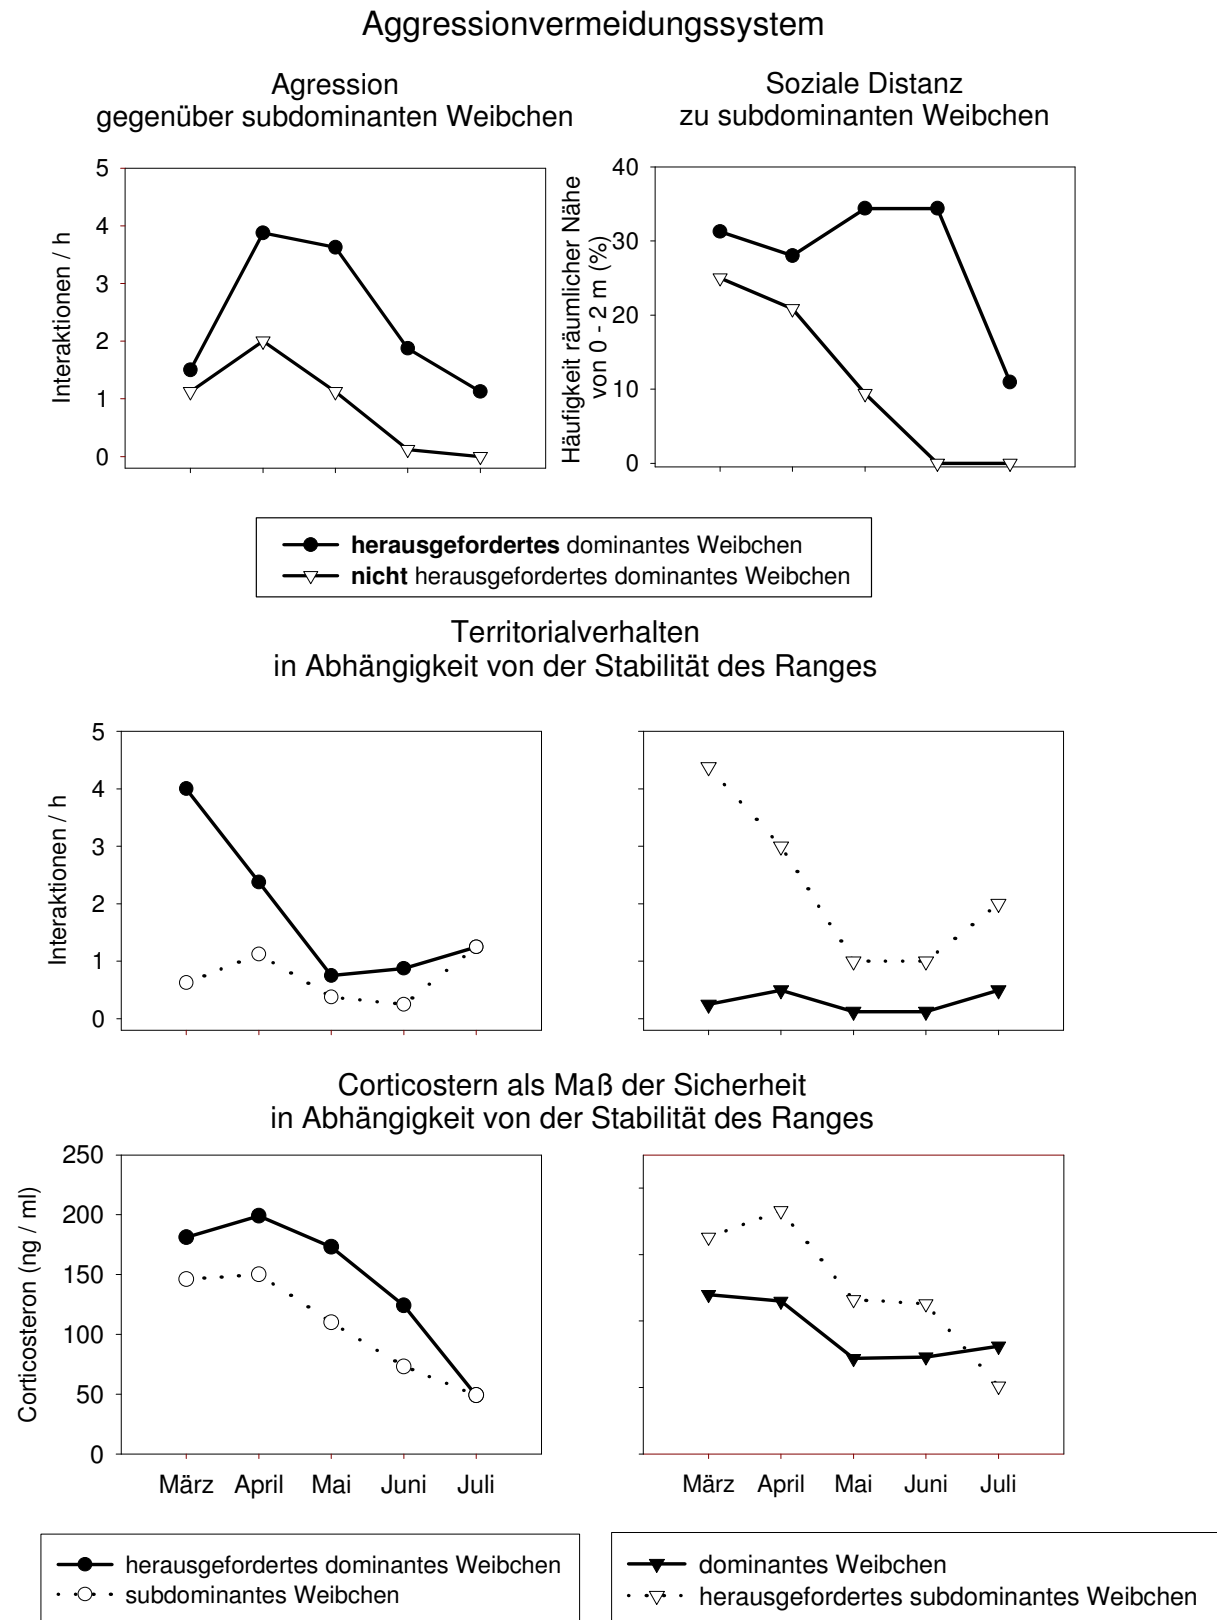 Aggressionvermeidungssystem
Agression
gegenüber subdominanten Weibchen
Soziale Distanz
zu subdominanten Weibchen
Interaktionen / h
5
4
3
2
1
0
Häufigkeit räumlicher Nähe
von 0 - 2 m (%)
40
30
20
10
0
herausgefordertes dominantes Weibchen
nicht herausgefordertes dominantes Weibchen
Territorialverhalten
in Abhängigkeit von der Stabilität des Ranges
Interaktionen / h
5
4
3
2
1
0
Corticostern als Maß der Sicherheit
in Abhängigkeit von der Stabilität des Ranges
Corticosteron (ng / ml)
250
200
150
100
50
0
März April Mai Juni Juli
März April Mai Juni Juli
herausgefordertes dominantes Weibchen
subdominantes Weibchen
dominantes Weibchen
herausgefordertes subdominantes Weibchen